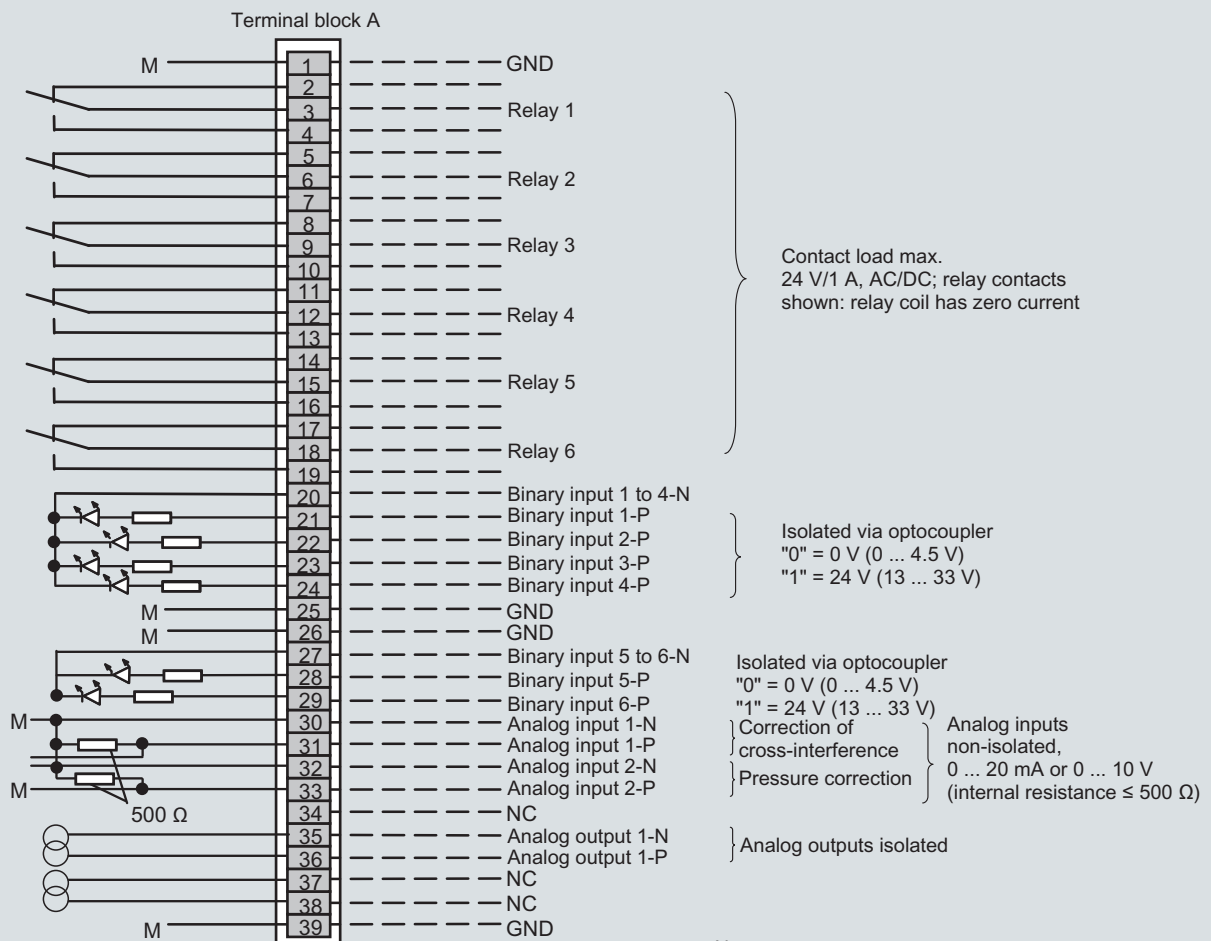 Terminal block A
M 1 GND
2
3 Relay 1
4
5
6 Relay 2
7
8
9 Relay 3
10
11
12 Relay 4
13
14
15 Relay 5
16
17
18 Relay 6
19
Contact load max.
24 V/1 A, AC/DC; relay contacts
shown: relay coil has zero current
20 Binary input 1 to 4-N
21 Binary input 1-P
22 Binary input 2-P
23 Binary input 3-P
24 Binary input 4-P
Isolated via optocoupler
"0" = 0 V (0 ... 4.5 V)
"1" = 24 V (13 ... 33 V)
M 25 GND
M 26 GND
27 Binary input 5 to 6-N
28 Binary input 5-P
29 Binary input 6-P
Isolated via optocoupler
"0" = 0 V (0 ... 4.5 V)
"1" = 24 V (13 ... 33 V)
M 30 Analog input 1-N
31 Analog input 1-P
32 Analog input 2-N
M 33 Analog input 2-P
500 Ω
Correction of
cross-interference
Pressure correction
Analog inputs
non-isolated,
0 ... 20 mA or 0 ... 10 V
(internal resistance ≤ 500 Ω)
34 NC
35 Analog output 1-N
36 Analog output 1-P
Analog outputs isolated
37 NC
38 NC
M 39 GND